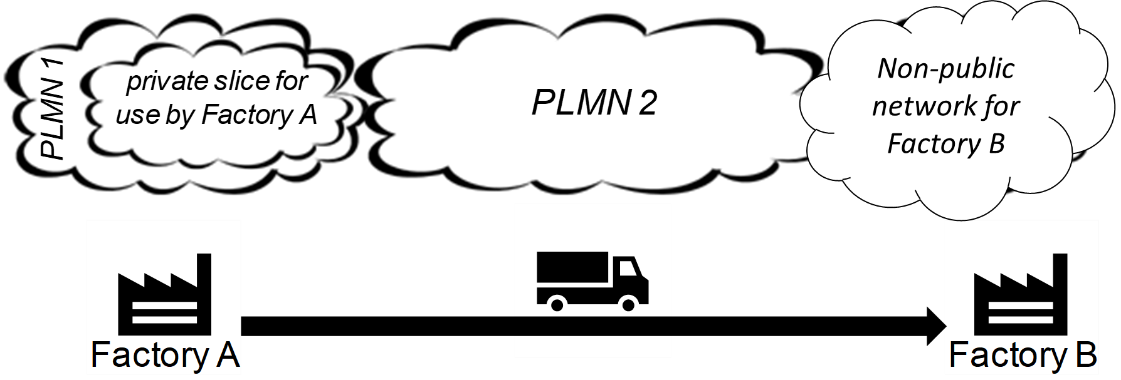 PLMN 1
private slice for
use by Factory A
PLMN 2
Non-public
network for
Factory B
Factory A
Factory B